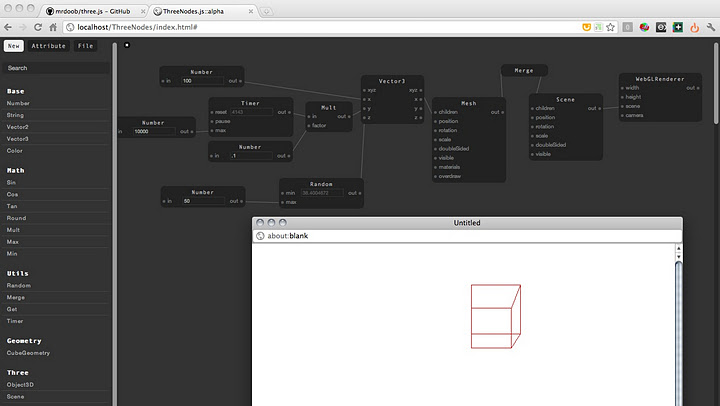 mrdoob/three.js - GitHub
ThreeNodes.js::alpha
localhost/ThreeNodes/index.html#
New Attribute File
Search
Base
Number
String
Vector2
Vector3
Color
Math
Sin
Cos
Tan
Round
Mult
Max
Min
Utils
Random
Merge
Get
Timer
Geometry
CubeGeometry
Three
Object3D
Scene
Number
in 100 out
Number
in 10000 out
Timer
reset 4143 out
pause
max
Number
in ,1 out
Mult
in out
factor
Number
in 50 out
Random
min out
max
Vector3
xyz xyz
x x
y y
z z
Mesh
children out
position
rotation
scale
doubleSided
visible
materials
overdraw
Merge
Scene
children out
position
rotation
scale
doubleSided
visible
WebGLRenderer
width out
height
scene
camera
Untitled
about:blank